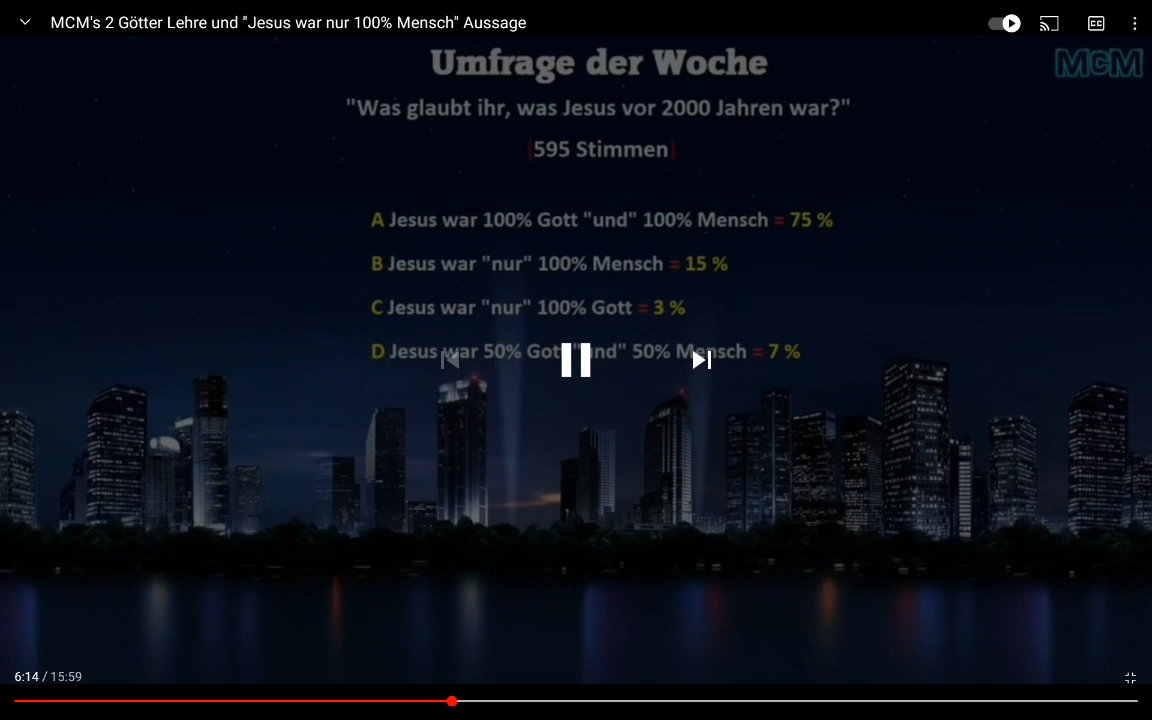 MCM's 2 Götter Lehre und "Jesus war nur 100% Mensch" Aussage
CC
Umfrage der Woche
MCM
"Was glaubt ihr, was Jesus vor 2000 Jahren war?"
(595 Stimmen)
A Jesus war 100% Gott "und" 100% Mensch = 75 %
B Jesus war "nur" 100% Mensch = 15 %
C Jesus war "nur" 100% Gott = 3 %
D Jesus war 50% Gott "und" 50% Mensch = 7 %
6:14 / 15:59